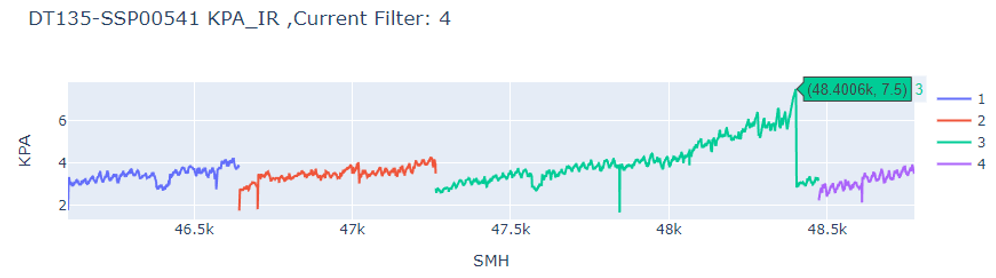 DT135-SSP00541 KPA_IR ,Current Filter: 4
(48.4006k, 7.5) 3
1
2
3
4
KPA
6
4
2
46.5k 47k 47.5k 48k 48.5k
SMH